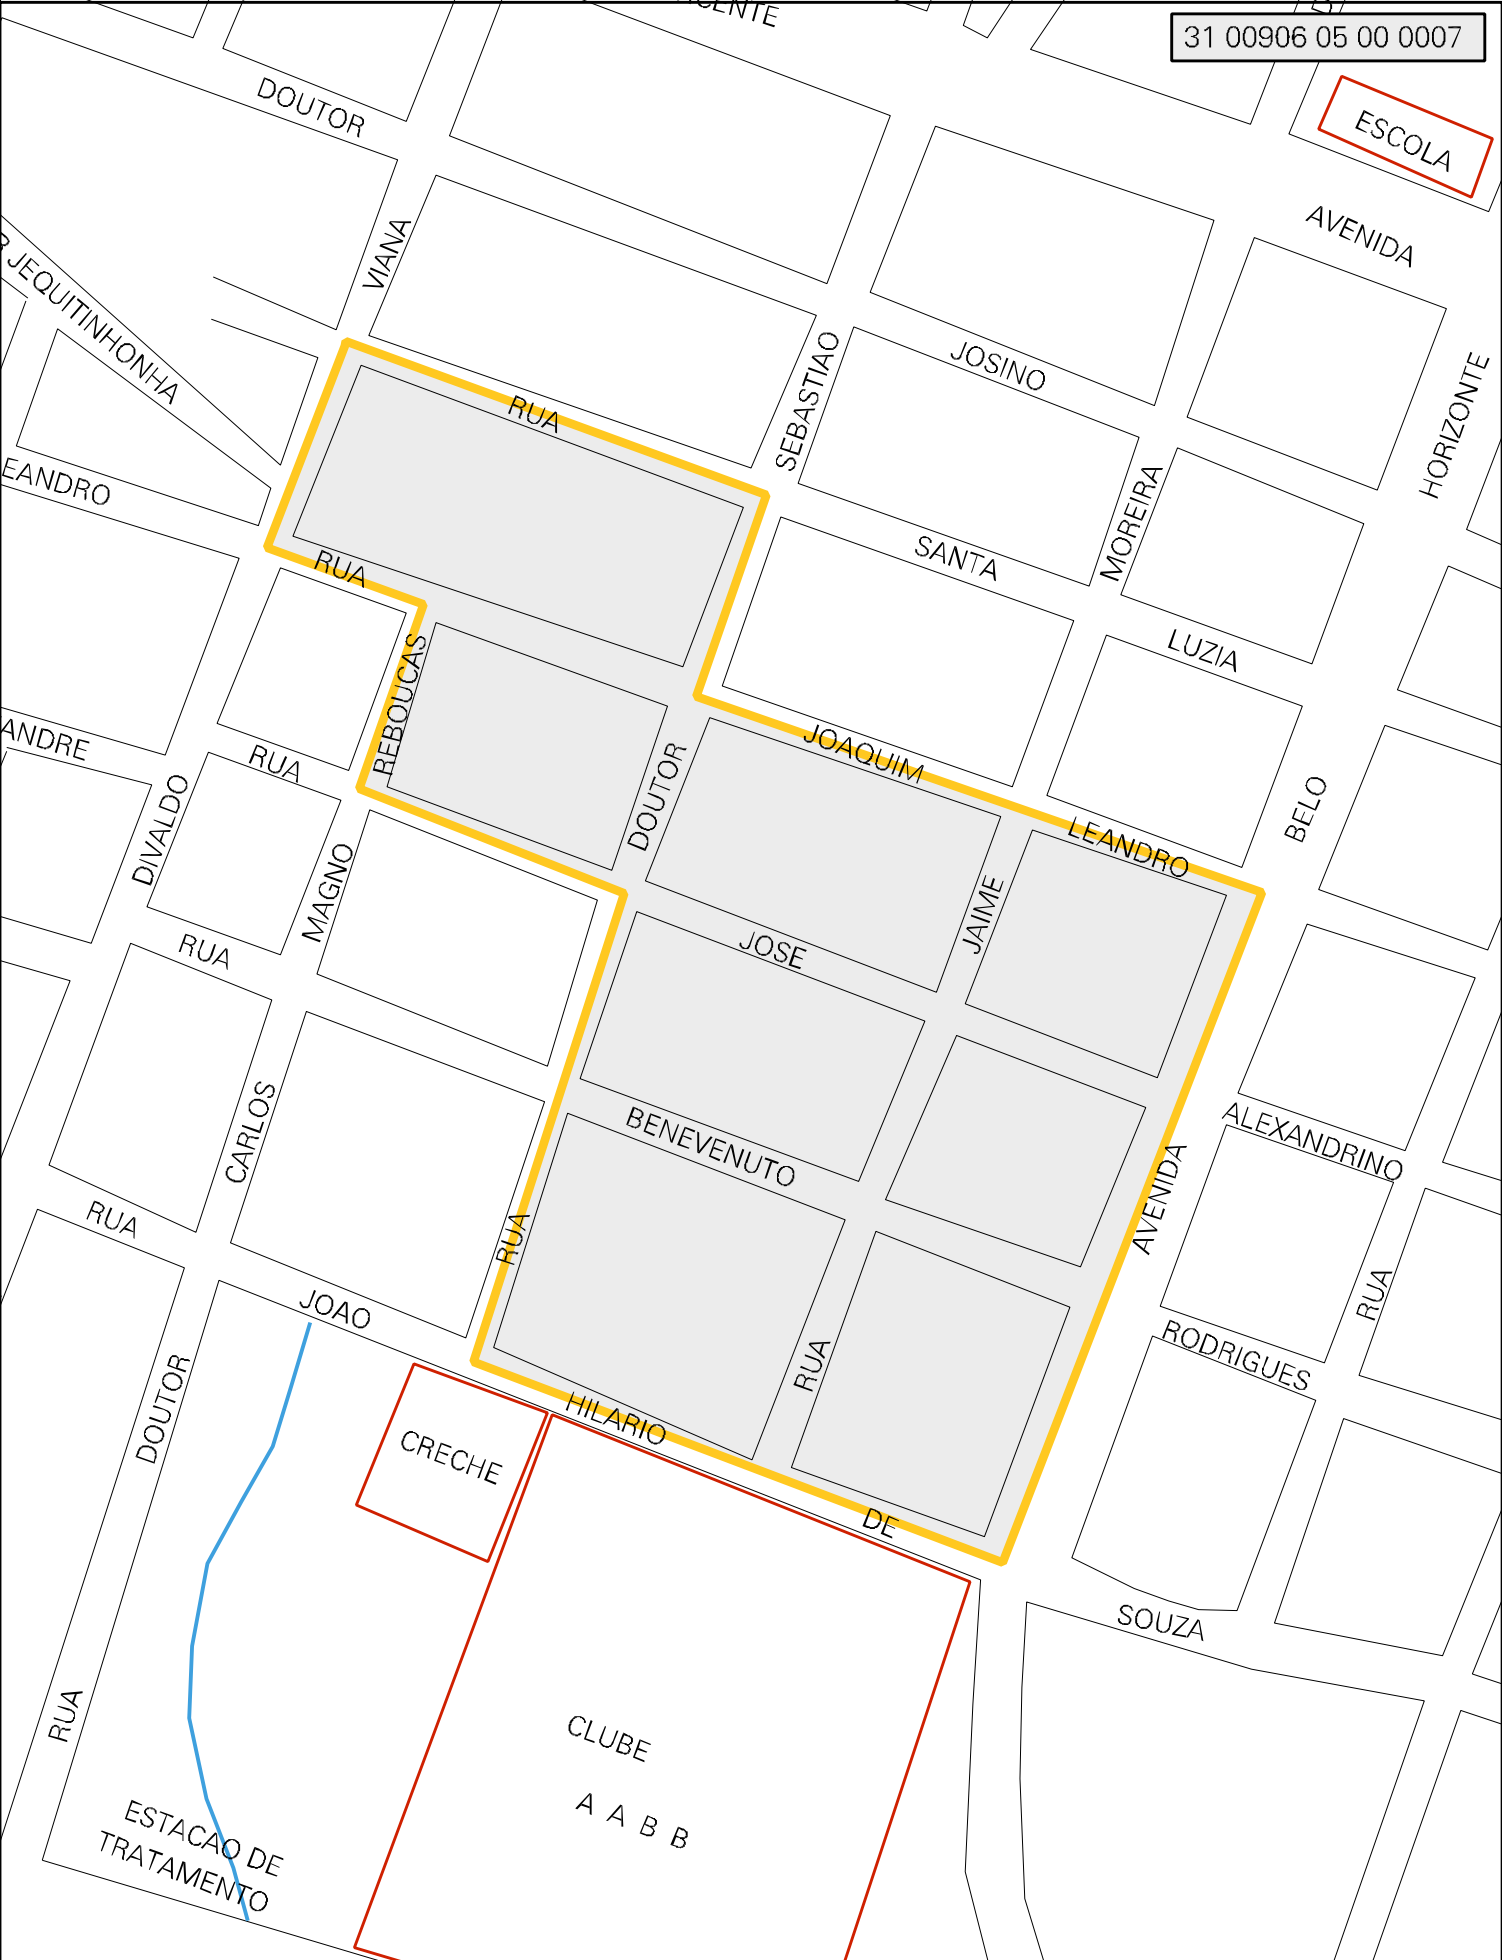 31 00906 05 00 0007
DOUTOR
ESCOLA
AVENIDA
VIANA
JEQUITINHONHA
SEBASTIAO
JOSINO
HORIZONTE
RUA
EANDRO
MOREIRA
SANTA
RUA
LUZIA
REBOUCAS
ANDRE
RUA
JOAQUIM
DOUTOR
DIVALDO
BELO
LEANDRO
MAGNO
JAIME
RUA
JOSE
CARLOS
BENEVENUTO
ALEXANDRINO
AVENIDA
RUA
RUA
RUA
JOAO
RODRIGUES
RUA
DOUTOR
HILARIO
CRECHE
DE
SOUZA
RUA
CLUBE
A A B B
ESTACAO DE
TRATAMENTO